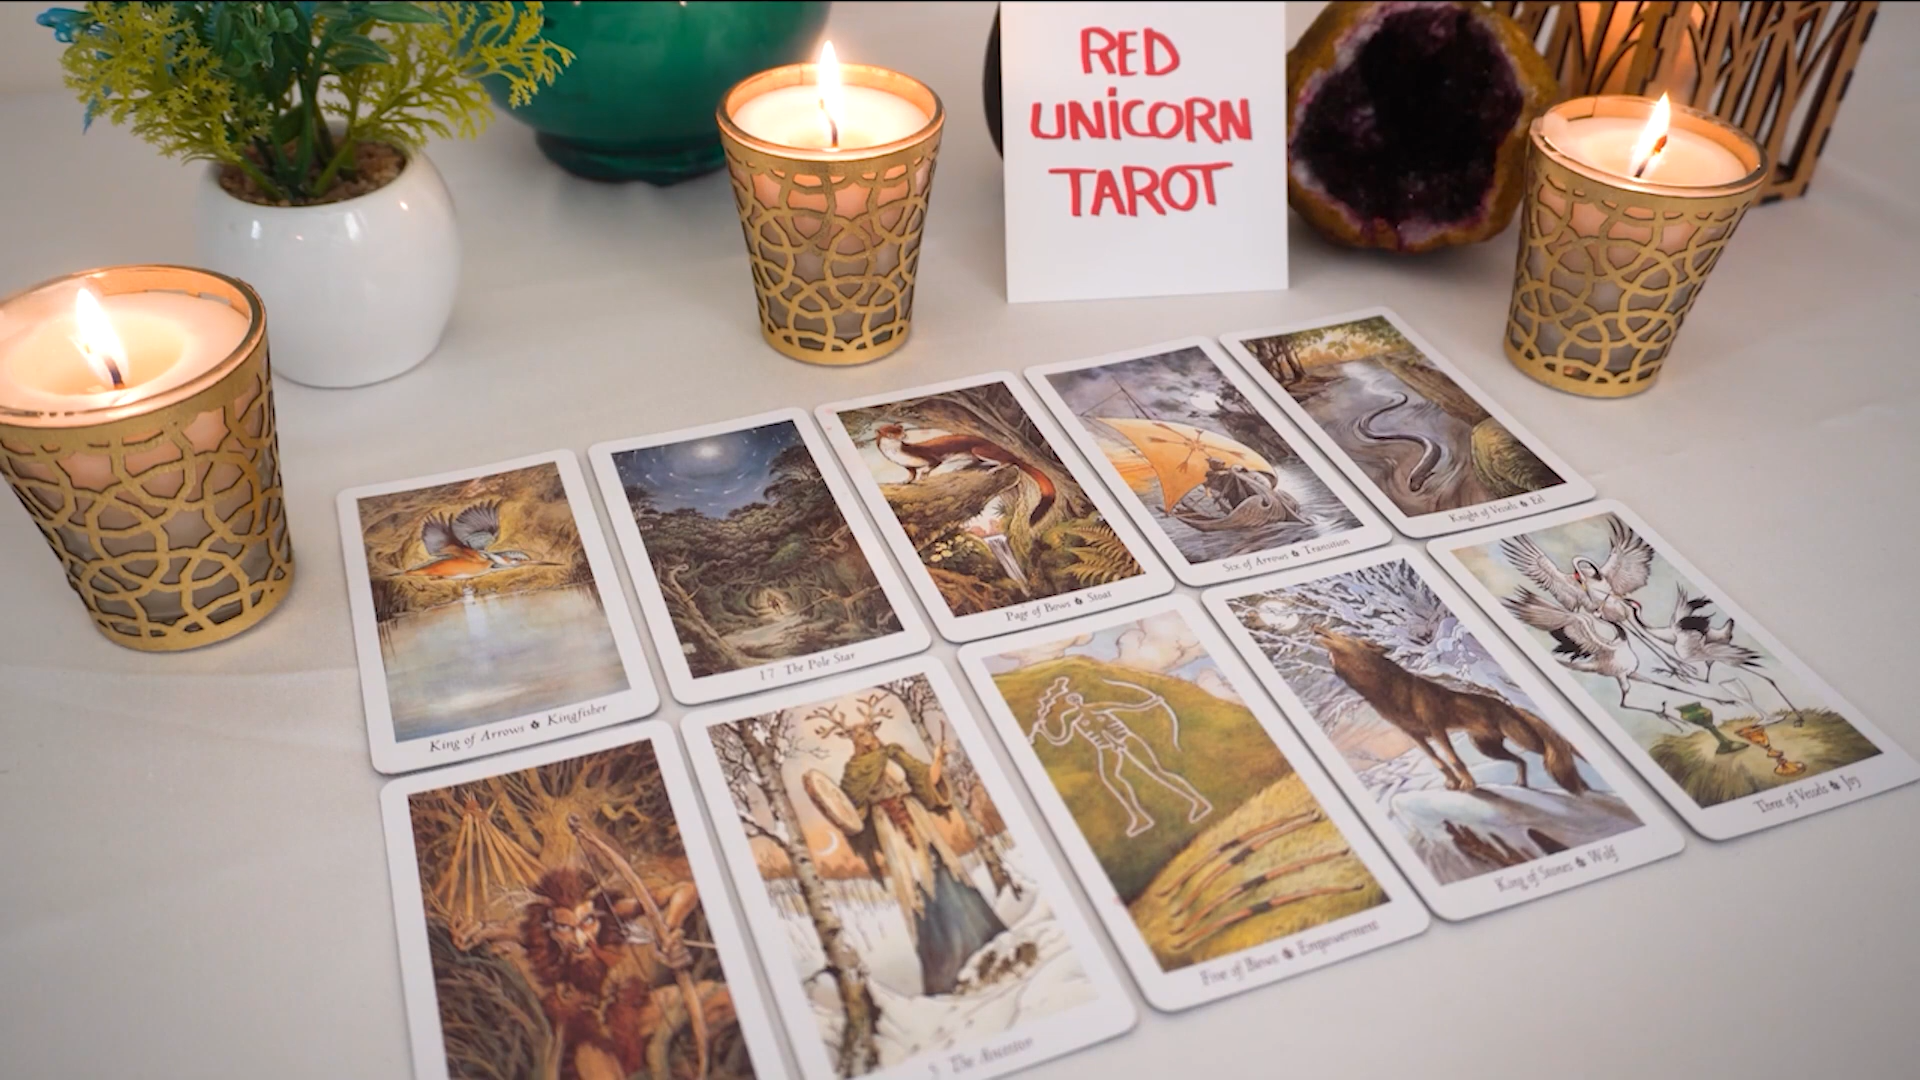 RED
UNICORN
TAROT
Knight of Vessels Eel
Six of Arrows Transition
Page of Bows Stoat
17 The Pole Star
King of Arrows Kingfisher
Three of Vessels Joy
King of Stones Wolf
Five of Bows Empowerment
5 The Ancestor